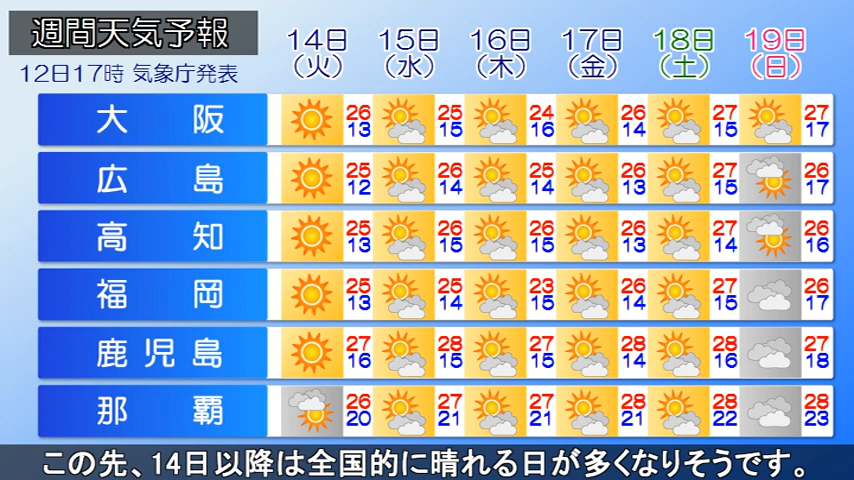 週間天気予報
12日17時 気象庁発表
14日 15日 16日 17日 18日 19日
(火) (水) (木) (金) (土) (日)
大阪 26 13 25 15 24 16 26 14 27 15 27 17
広島 25 12 26 14 25 14 26 13 27 15 26 17
高知 25 13 26 15 26 15 26 13 27 14 26 16
福岡 25 13 25 14 23 15 26 14 27 15 26 17
鹿児島 27 16 28 15 27 15 28 14 28 16 27 18
那覇 26 20 27 21 27 21 28 21 28 22 28 23
この先、14日以降は全国的に晴れる日が多くなりそうです。